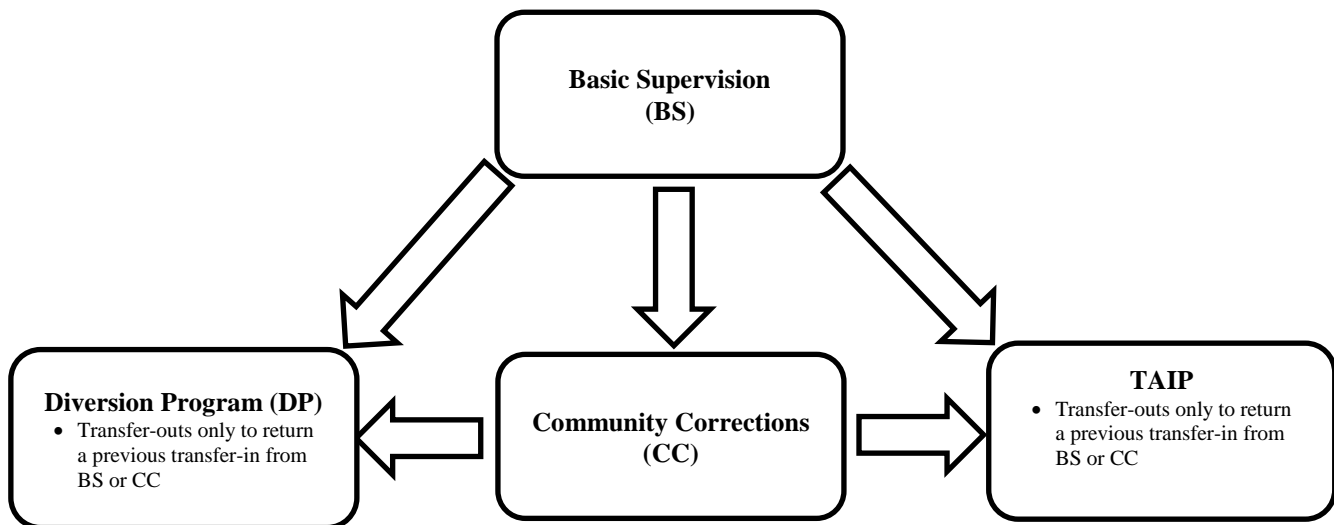 Basic Supervision
(BS)
Diversion Program (DP)
• Transfer-outs only to return
a previous transfer-in from
BS or CC
Community Corrections
(CC)
TAIP
• Transfer-outs only to return
a previous transfer-in from
BS or CC